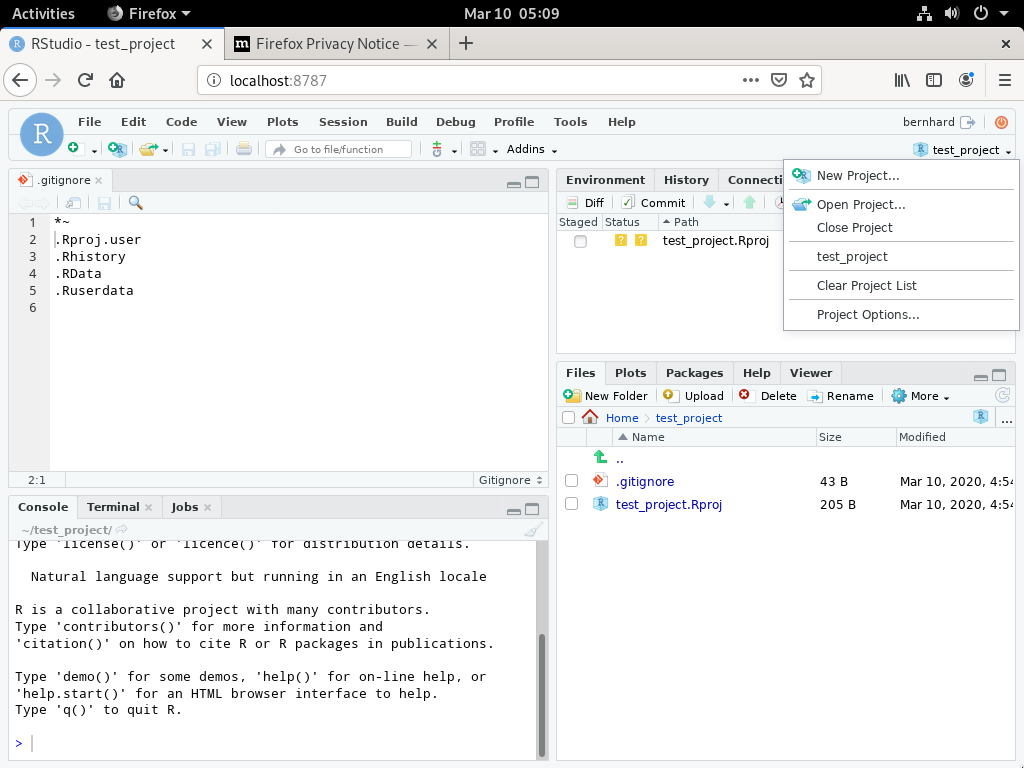 Activities
Firefox
Mar 10 05:09
RStudio - test_project
Firefox Privacy Notice —
localhost:8787
R
File Edit Code View Plots Session Build Debug Profile Tools Help
bernhard
Go to file/function
Addins
test_project
.gitignore
1 *~
2 .Rproj.user
3 .Rhistory
4 .RData
5 .Ruserdata
6
2:1
Gitignore
Environment History
Diff Commit
Staged Status Path
test_project.Rproj
New Project...
Open Project...
Close Project
test_project
Clear Project List
Project Options...
Console Terminal Jobs
~/test_project/
Type 'license()' or 'licence()' for distribution details.
Natural language support but running in an English locale
R is a collaborative project with many contributors.
Type 'contributors()' for more information and
'citation()' on how to cite R or R packages in publications.
Type 'demo()' for some demos, 'help()' for on-line help, or
'help.start()' for an HTML browser interface to help.
Type 'q()' to quit R.
>
Files Plots Packages Help Viewer
New Folder Upload Delete Rename More
Home test_project ...
Name Size Modified
..
.gitignore 43 B Mar 10, 2020, 4:54
test_project.Rproj 205 B Mar 10, 2020, 4:54